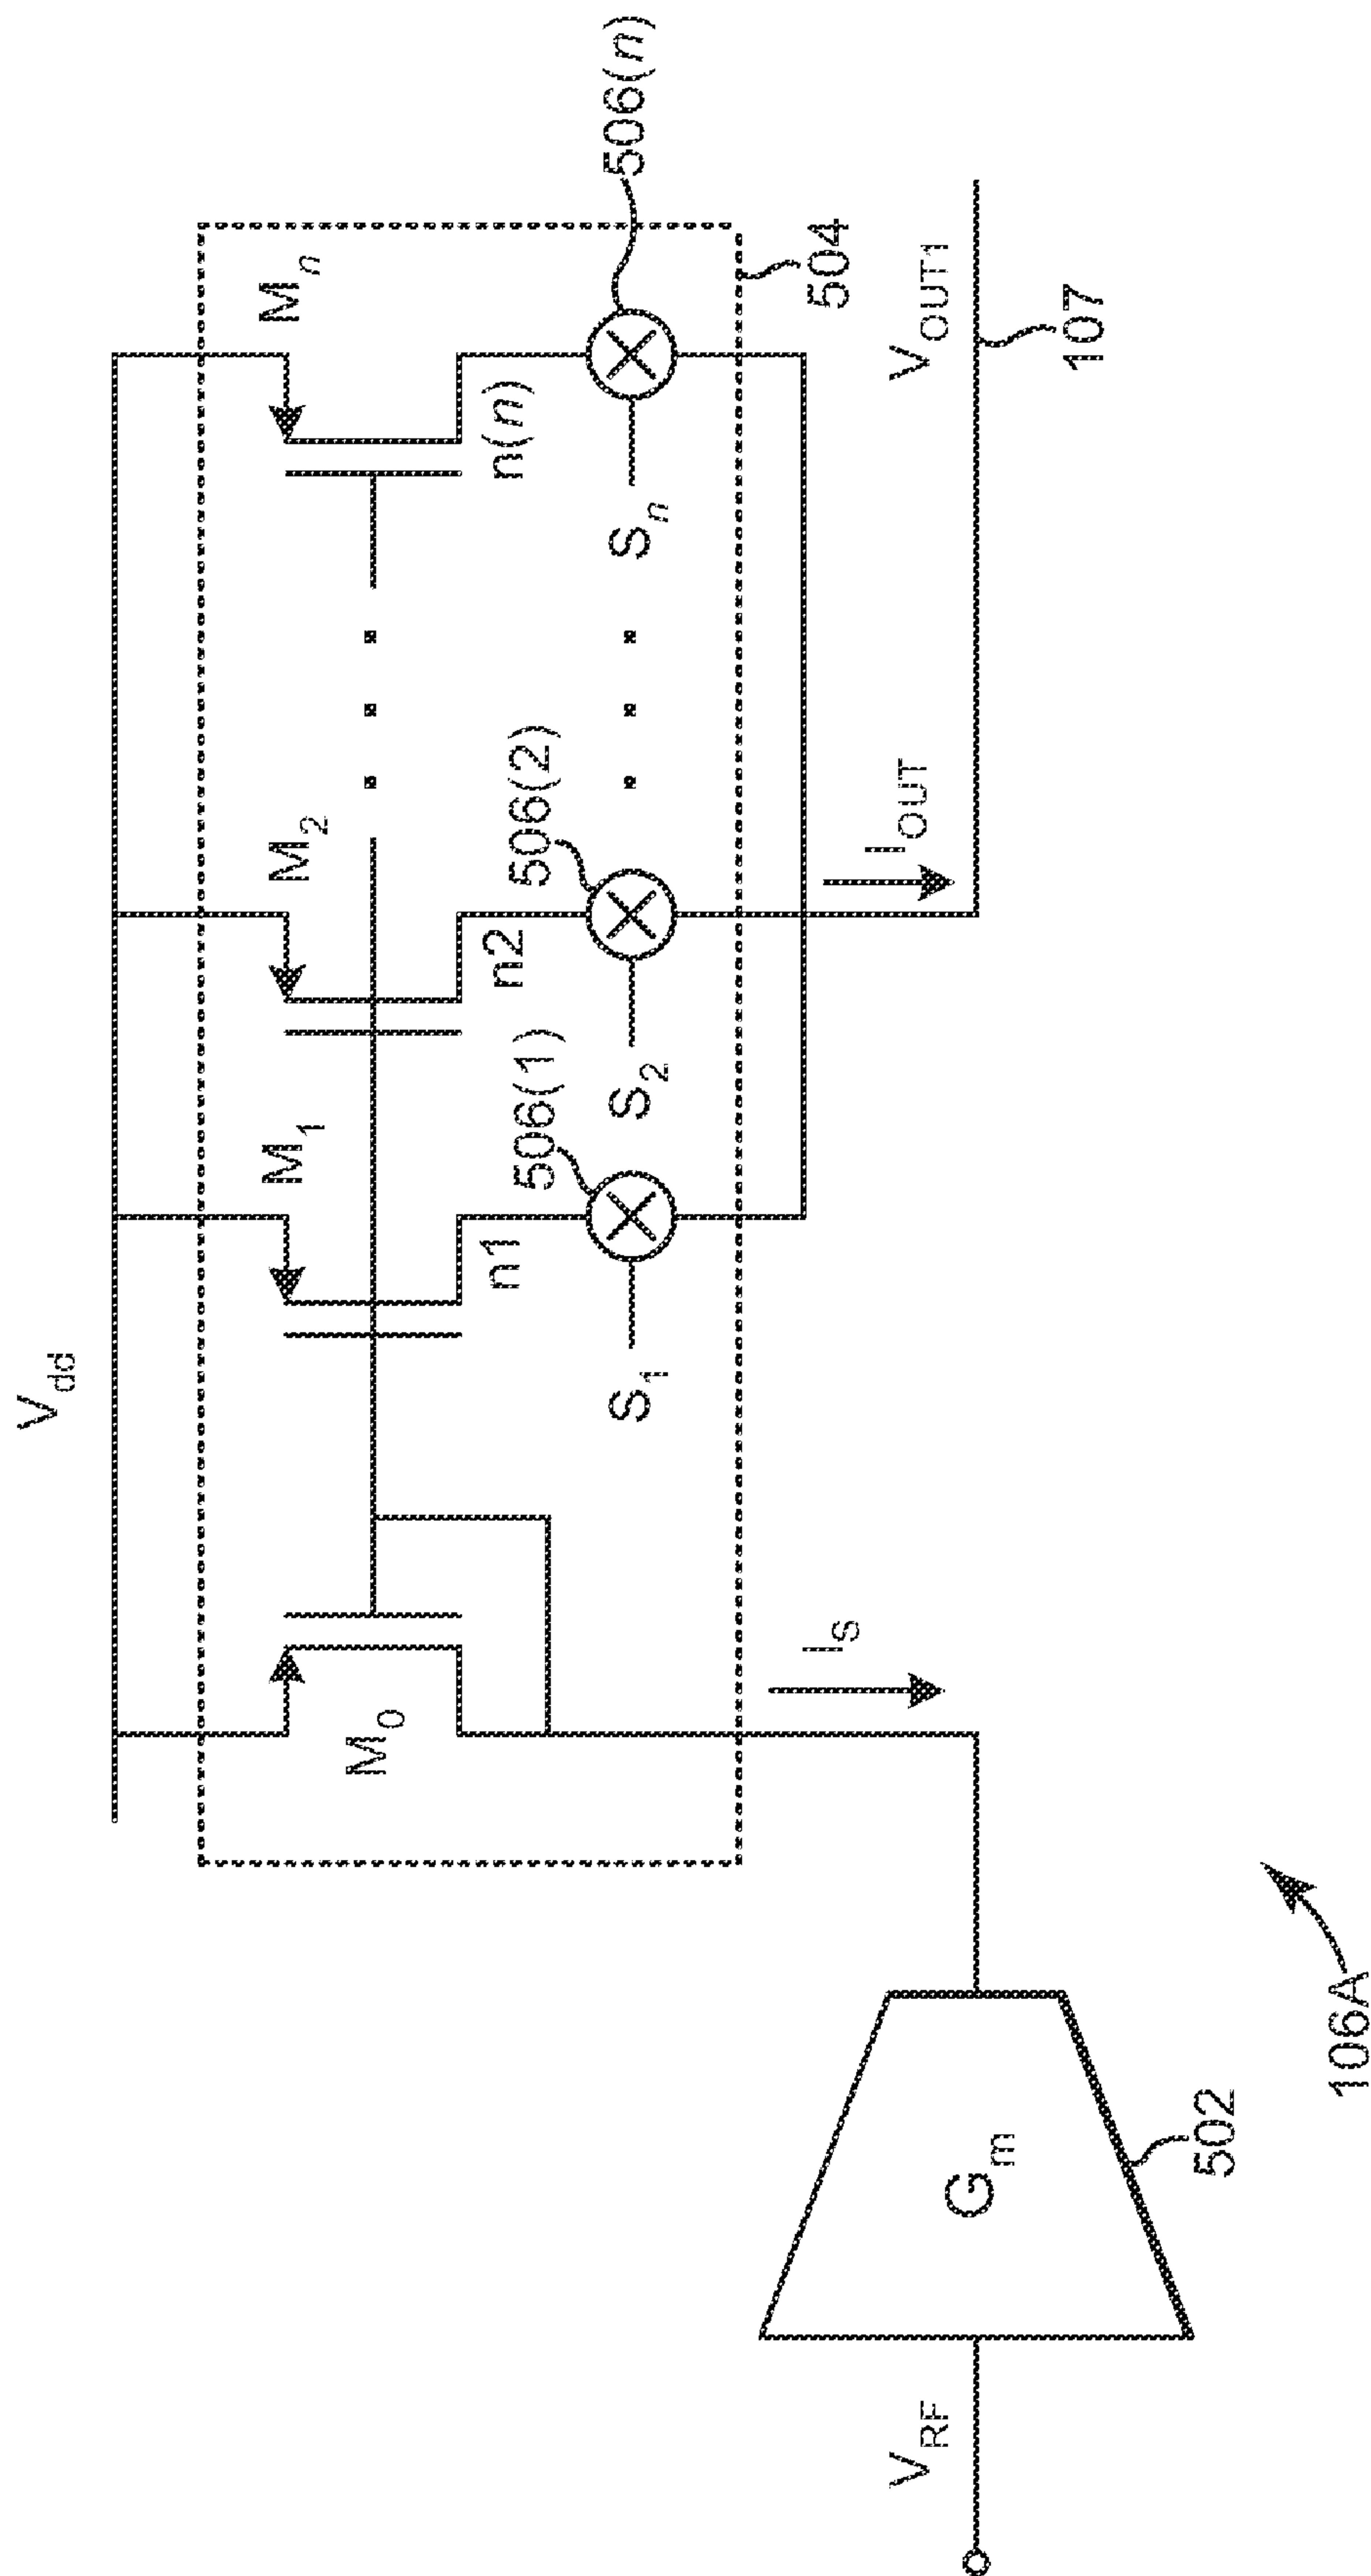 V_dd
M_0
M_1
M_2
M_n
n1
n2
n(n)
506(1)
506(2)
506(n)
S_1
S_2
S_n
504
I_S
I_OUT
V_OUT1
107
V_RF
G_m
502
106A